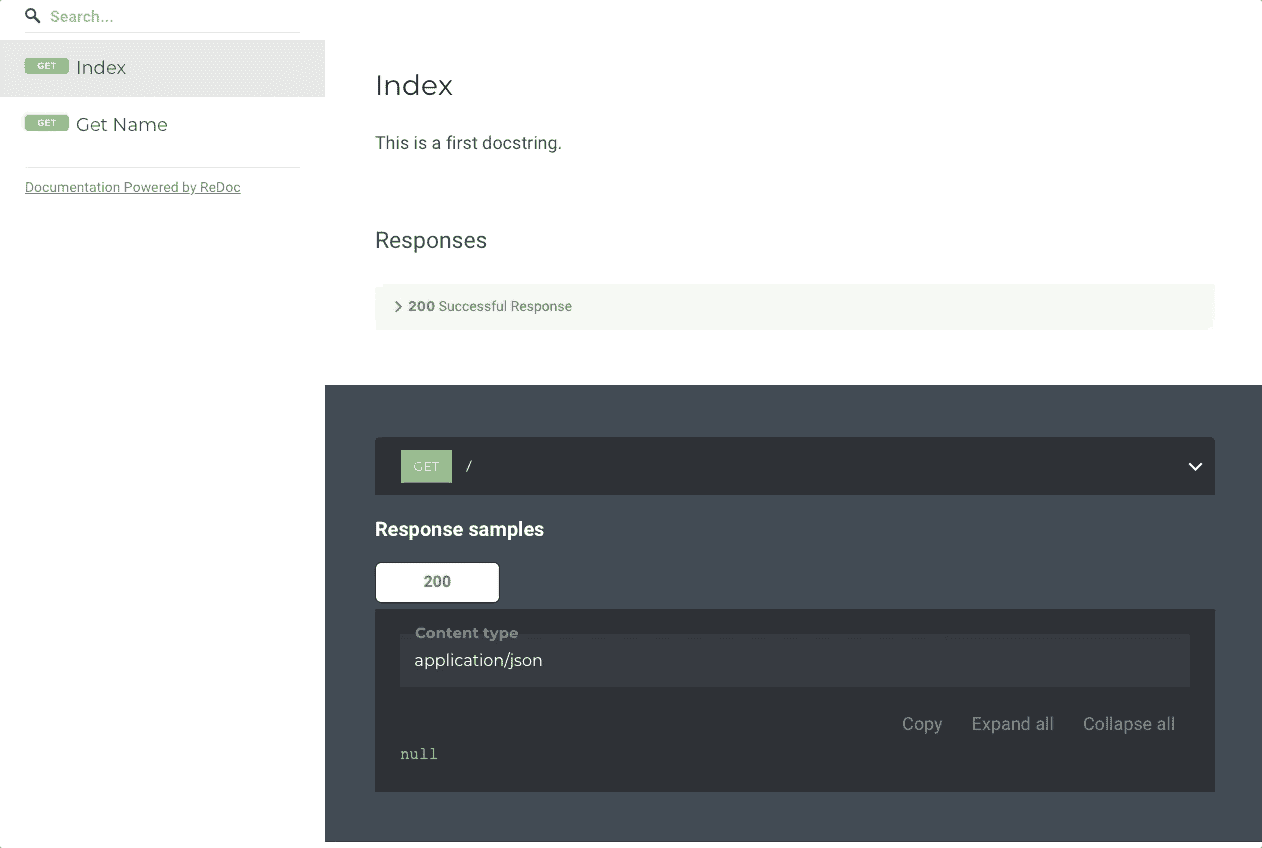 Search...
GET Index
GET Get Name
Documentation Powered by ReDoc
Index
This is a first docstring.
Responses
200 Successful Response
GET /
Response samples
200
Content type
application/json
Copy Expand all Collapse all
null